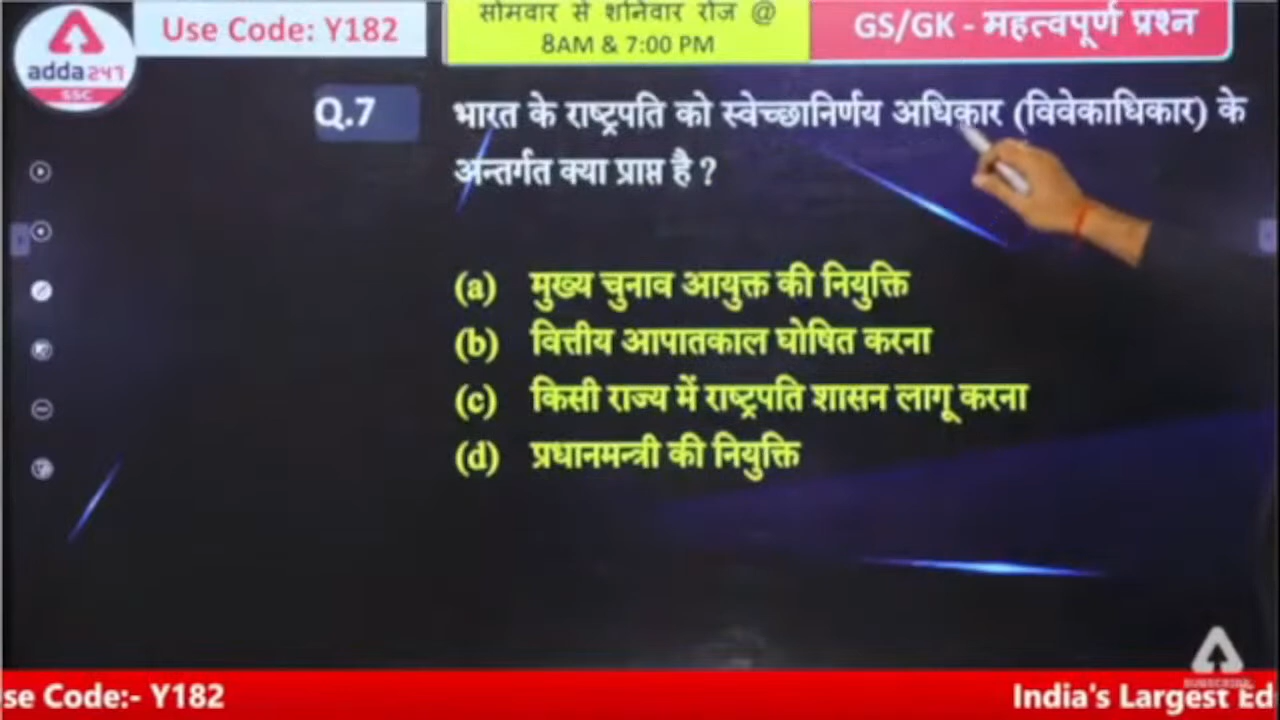 Use Code: Y182
सोमवार से शनिवार रोज @
8AM & 7:00 PM
GS/GK - महत्वपूर्ण प्रश्न
adda247
SSC
Q.7
भारत के राष्ट्रपति को स्वेच्छानिर्णय अधिकार (विवेकाधिकार) के
अन्तर्गत क्या प्राप्त है ?
(a) मुख्य चुनाव आयुक्त की नियुक्ति
(b) वित्तीय आपातकाल घोषित करना
(c) किसी राज्य में राष्ट्रपति शासन लागू करना
(d) प्रधानमन्त्री की नियुक्ति
SUBSCRIBE
se Code:- Y182
India's Largest Ed